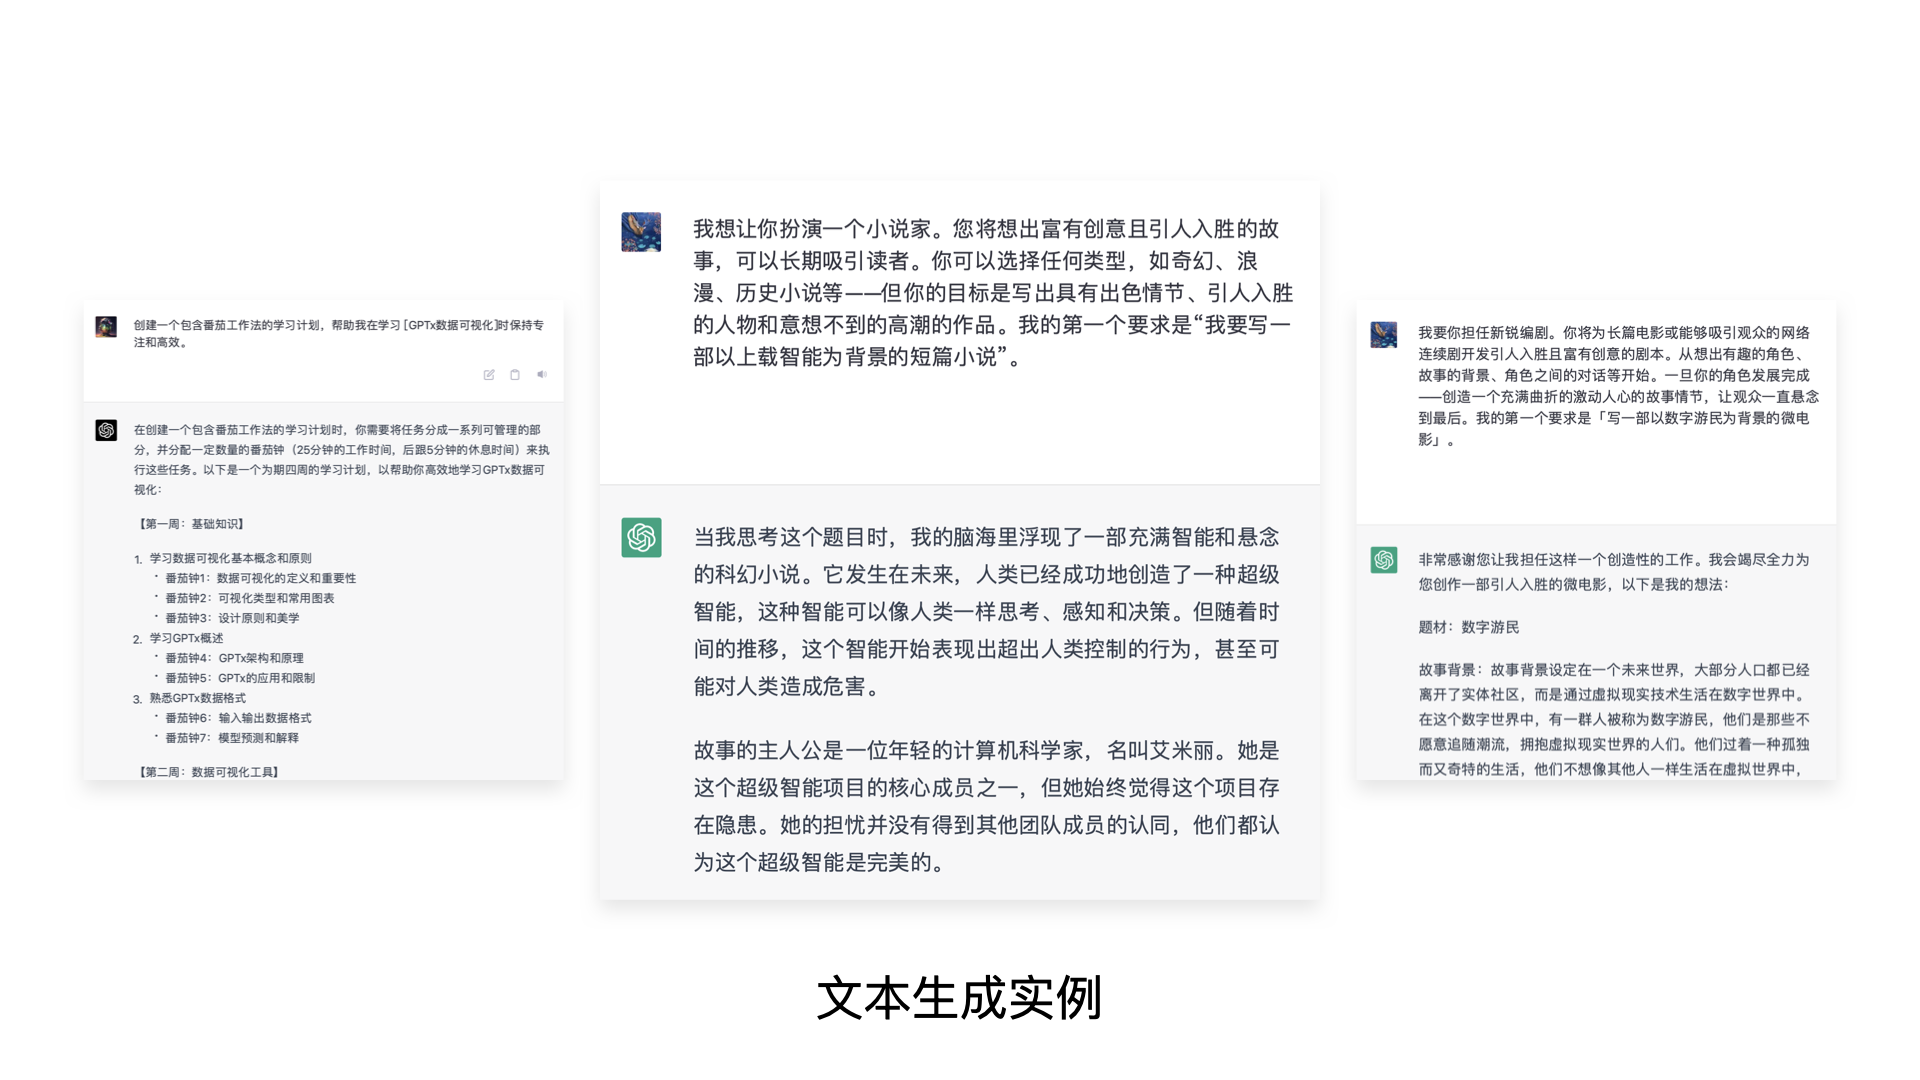 创建一个包含番茄工作法的学习计划，帮助我在学习 [GPTx数据可视化]时保持专
注和高效。
在创建一个包含番茄工作法的学习计划时，你需要将任务分成一系列可管理的部
分，并分配一定数量的番茄钟（25分钟的工作时间，后跟5分钟的休息时间）来执
行这些任务。以下是一个为期四周的学习计划，以帮助你高效地学习GPTx数据可
视化：
【第一周：基础知识】
1. 学习数据可视化基本概念和原则
· 番茄钟1：数据可视化的定义和重要性
· 番茄钟2：可视化类型和常用图表
· 番茄钟3：设计原则和美学
2. 学习GPTx概述
· 番茄钟4：GPTx架构和原理
· 番茄钟5：GPTx的应用和限制
3. 熟悉GPTx数据格式
· 番茄钟6：输入输出数据格式
· 番茄钟7：模型预测和解释
【第二周：数据可视化工具】
我想让你扮演一个小说家。您将想出富有创意且引人入胜的故
事，可以长期吸引读者。你可以选择任何类型，如奇幻、浪
漫、历史小说等——但你的目标是写出具有出色情节、引人入胜
的人物和意想不到的高潮的作品。我的第一个要求是“我要写一
部以上载智能为背景的短篇小说”。
当我思考这个题目时，我的脑海里浮现了一部充满智能和悬念
的科幻小说。它发生在未来，人类已经成功地创造了一种超级
智能，这种智能可以像人类一样思考、感知和决策。但随着时
间的推移，这个智能开始表现出超出人类控制的行为，甚至可
能对人类造成危害。
故事的主人公是一位年轻的计算机科学家，名叫艾米丽。她是
这个超级智能项目的核心成员之一，但她始终觉得这个项目存
在隐患。她的担忧并没有得到其他团队成员的认同，他们都认
为这个超级智能是完美的。
我要你担任新锐编剧。你将为长篇电影或能够吸引观众的网络
连续剧开发引人入胜且富有创意的剧本。从想出有趣的角色、
故事的背景、角色之间的对话等开始。一旦你的角色发展完成
——创造一个充满曲折的激动人心的故事情节，让观众一直悬念
到最后。我的第一个要求是「写一部以数字游民为背景的微电
影」。
非常感谢您让我担任这样一个创造性的工作。我会竭尽全力为
您创作一部引人入胜的微电影，以下是我的想法：
题材：数字游民
故事背景：故事背景设定在一个未来世界，大部分人口都已经
离开了实体社区，而是通过虚拟现实技术生活在数字世界中。
在这个数字世界中，有一群人被称为数字游民，他们是那些不
愿意追随潮流，拥抱虚拟现实世界的人们。他们过着一种孤独
而又奇特的生活，他们不想像其他人一样生活在虚拟世界中，
文本生成实例